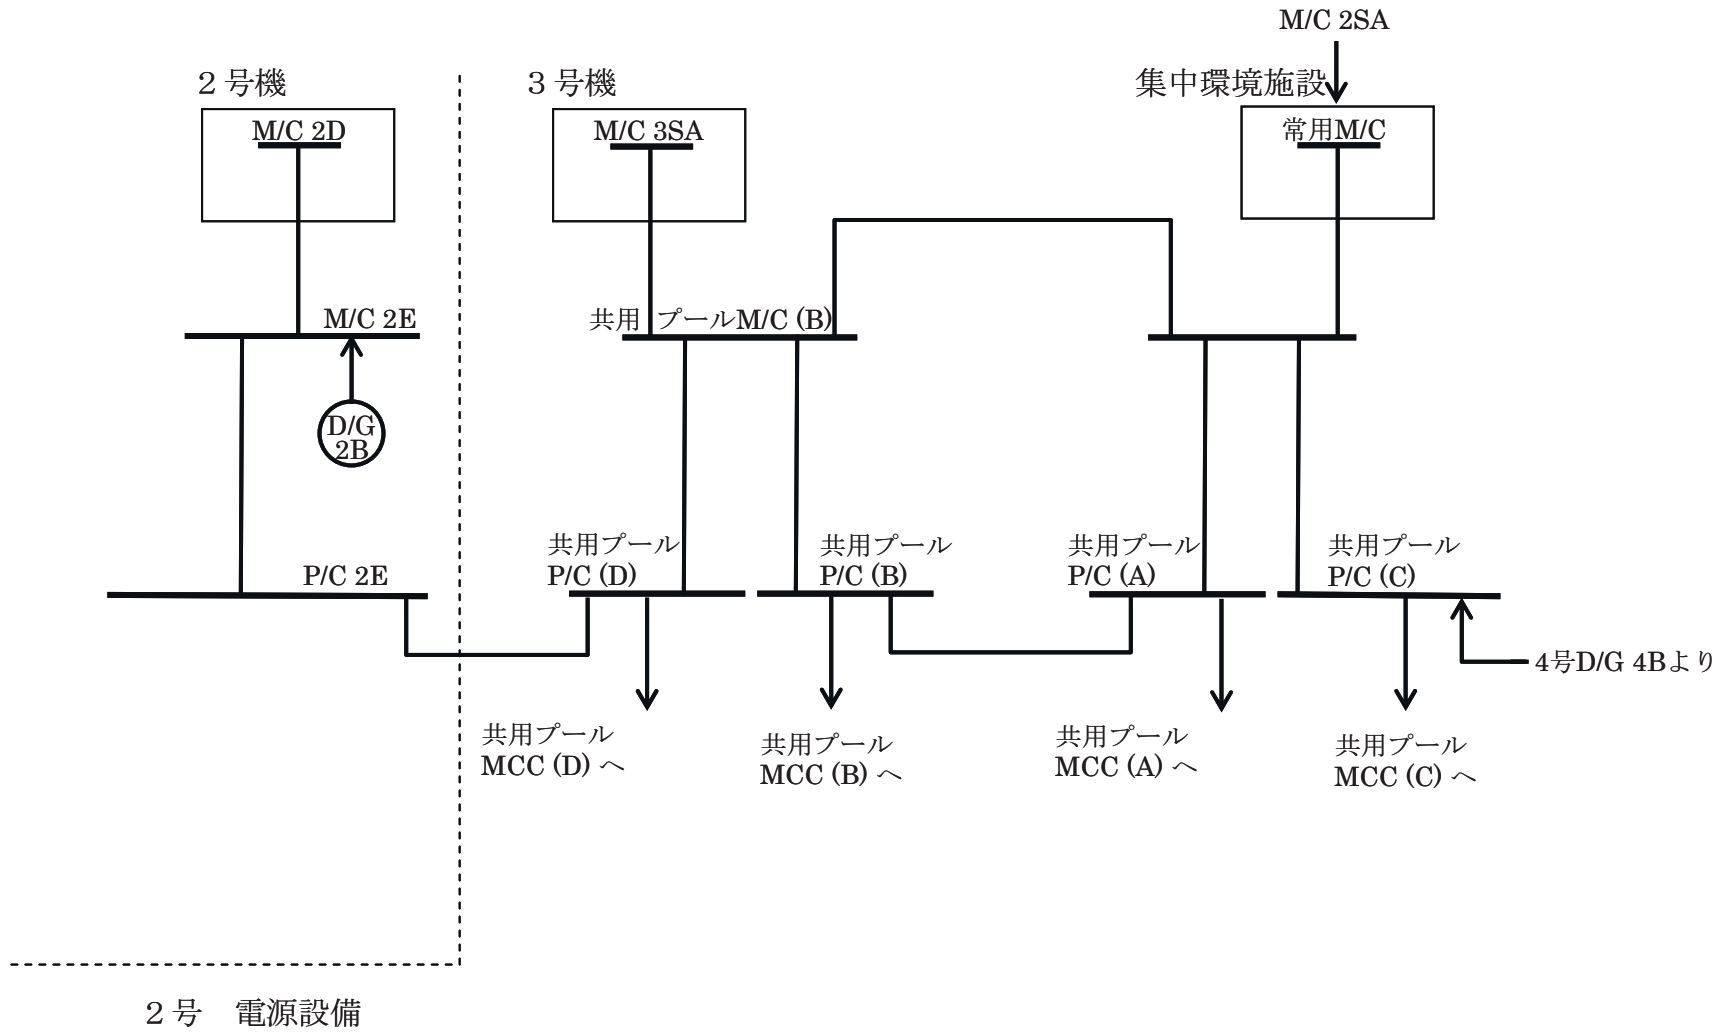 M/C 2SA
2号機
3号機
集中環境施設
M/C 2D
M/C 3SA
常用M/C
M/C 2E
共用 プールM/C (B)
D/G
2B
P/C 2E
共用プール
P/C (D)
共用プール
P/C (B)
共用プール
P/C (A)
共用プール
P/C (C)
4号D/G 4Bより
共用プール
MCC (D) へ
共用プール
MCC (B) へ
共用プール
MCC (A) へ
共用プール
MCC (C) へ
2号 電源設備